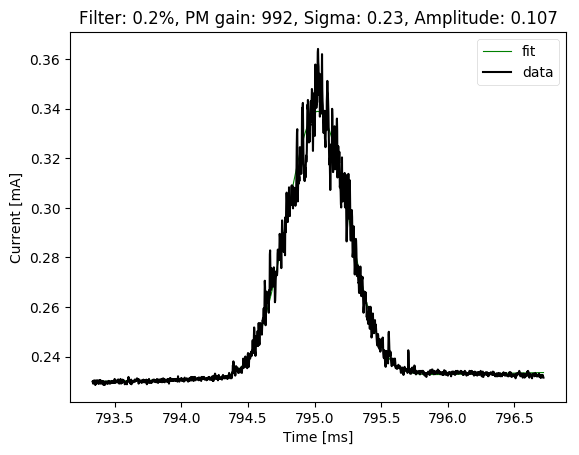 Filter: 0.2%, PM gain: 992, Sigma: 0.23, Amplitude: 0.107
fit
data
0.36
0.34
0.32
0.30
0.28
0.26
0.24
Current [mA]
793.5 794.0 794.5 795.0 795.5 796.0 796.5
Time [ms]